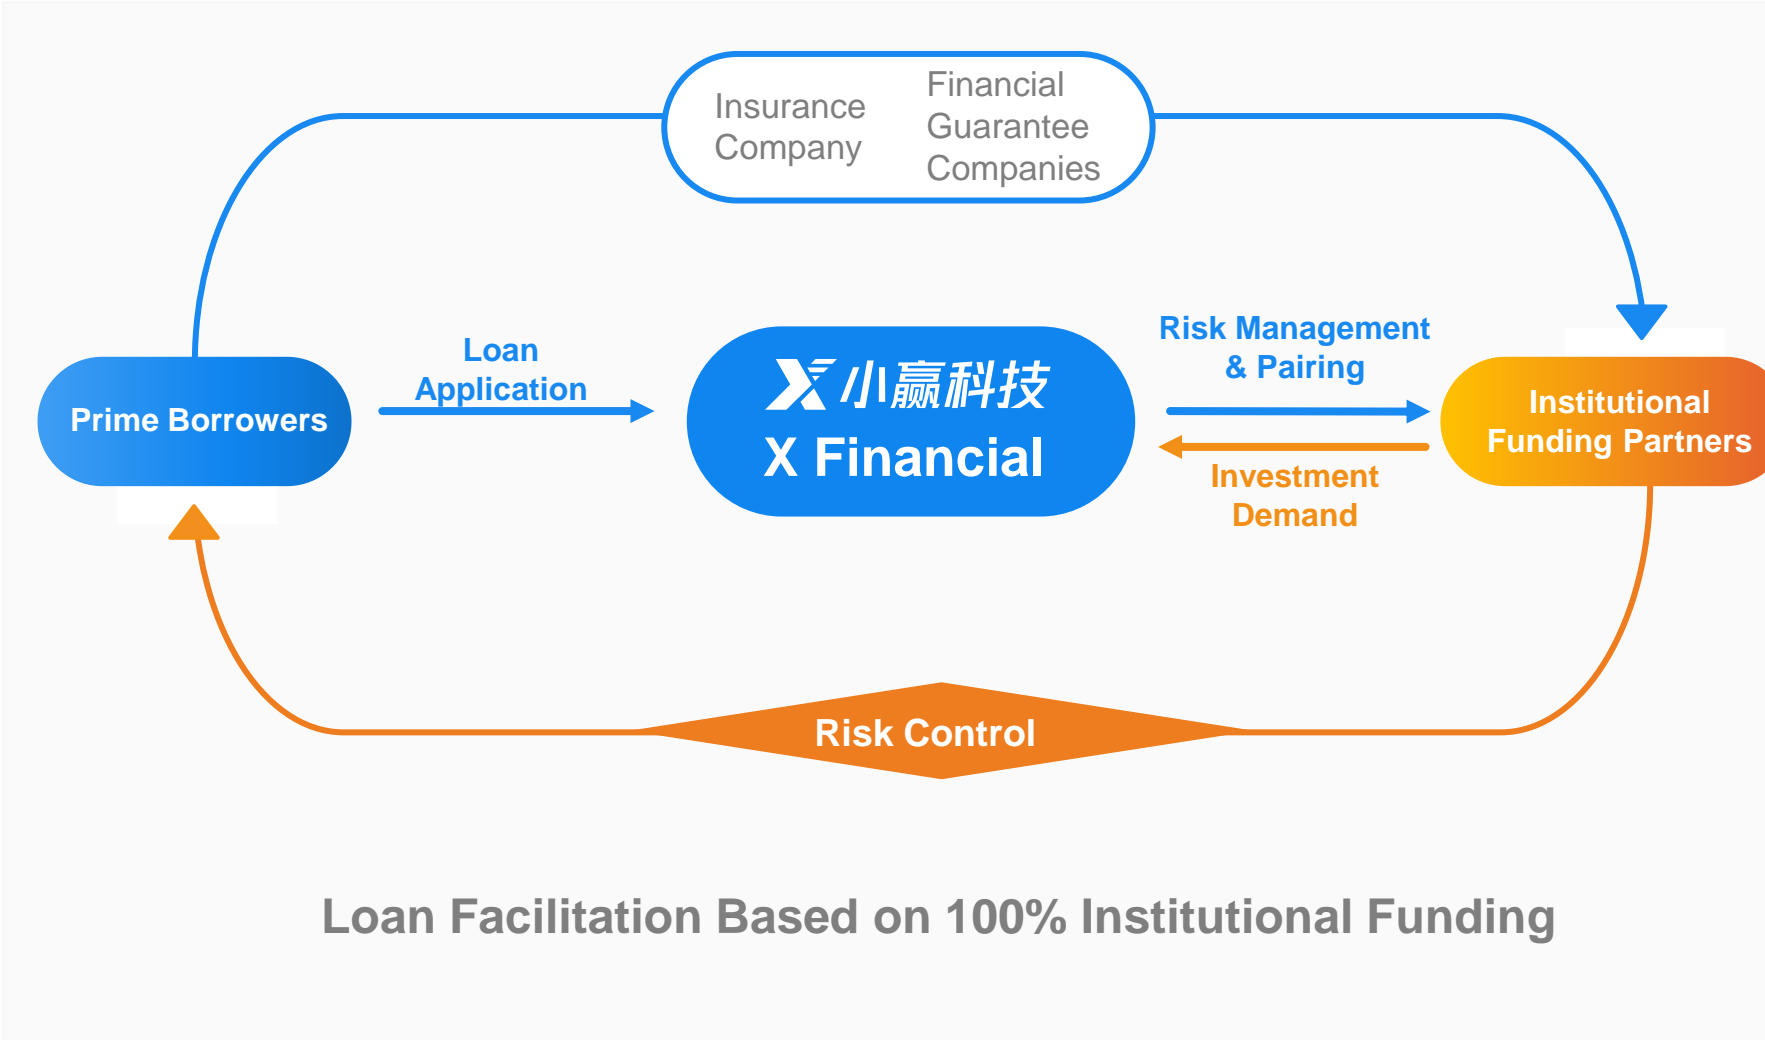 Insurance
Company
Financial
Guarantee
Companies
Loan
Application
Risk Management
& Pairing
Prime Borrowers
小赢科技
X Financial
Institutional
Funding Partners
Investment
Demand
Risk Control
Loan Facilitation Based on 100% Institutional Funding